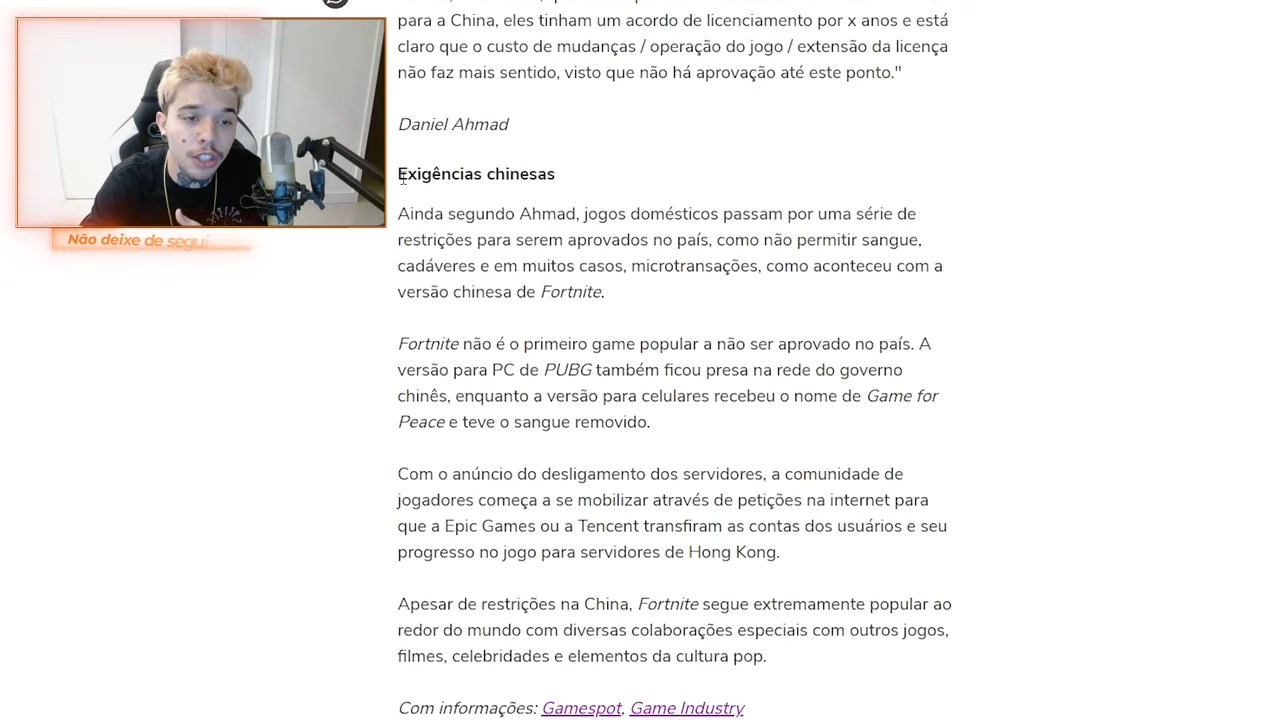 para a China, eles tinham um acordo de licenciamento por x anos e está
claro que o custo de mudanças / operação do jogo / extensão da licença
não faz mais sentido, visto que não há aprovação até este ponto."
Daniel Ahmad
Exigências chinesas
Não deixe de segui
Ainda segundo Ahmad, jogos domésticos passam por uma série de
restrições para serem aprovados no país, como não permitir sangue,
cadáveres e em muitos casos, microtransações, como aconteceu com a
versão chinesa de Fortnite.
Fortnite não é o primeiro game popular a não ser aprovado no país. A
versão para PC de PUBG também ficou presa na rede do governo
chinês, enquanto a versão para celulares recebeu o nome de Game for
Peace e teve o sangue removido.
Com o anúncio do desligamento dos servidores, a comunidade de
jogadores começa a se mobilizar através de petições na internet para
que a Epic Games ou a Tencent transfiram as contas dos usuários e seu
progresso no jogo para servidores de Hong Kong.
Apesar de restrições na China, Fortnite segue extremamente popular ao
redor do mundo com diversas colaborações especiais com outros jogos,
filmes, celebridades e elementos da cultura pop.
Com informações: Gamespot, Game Industry